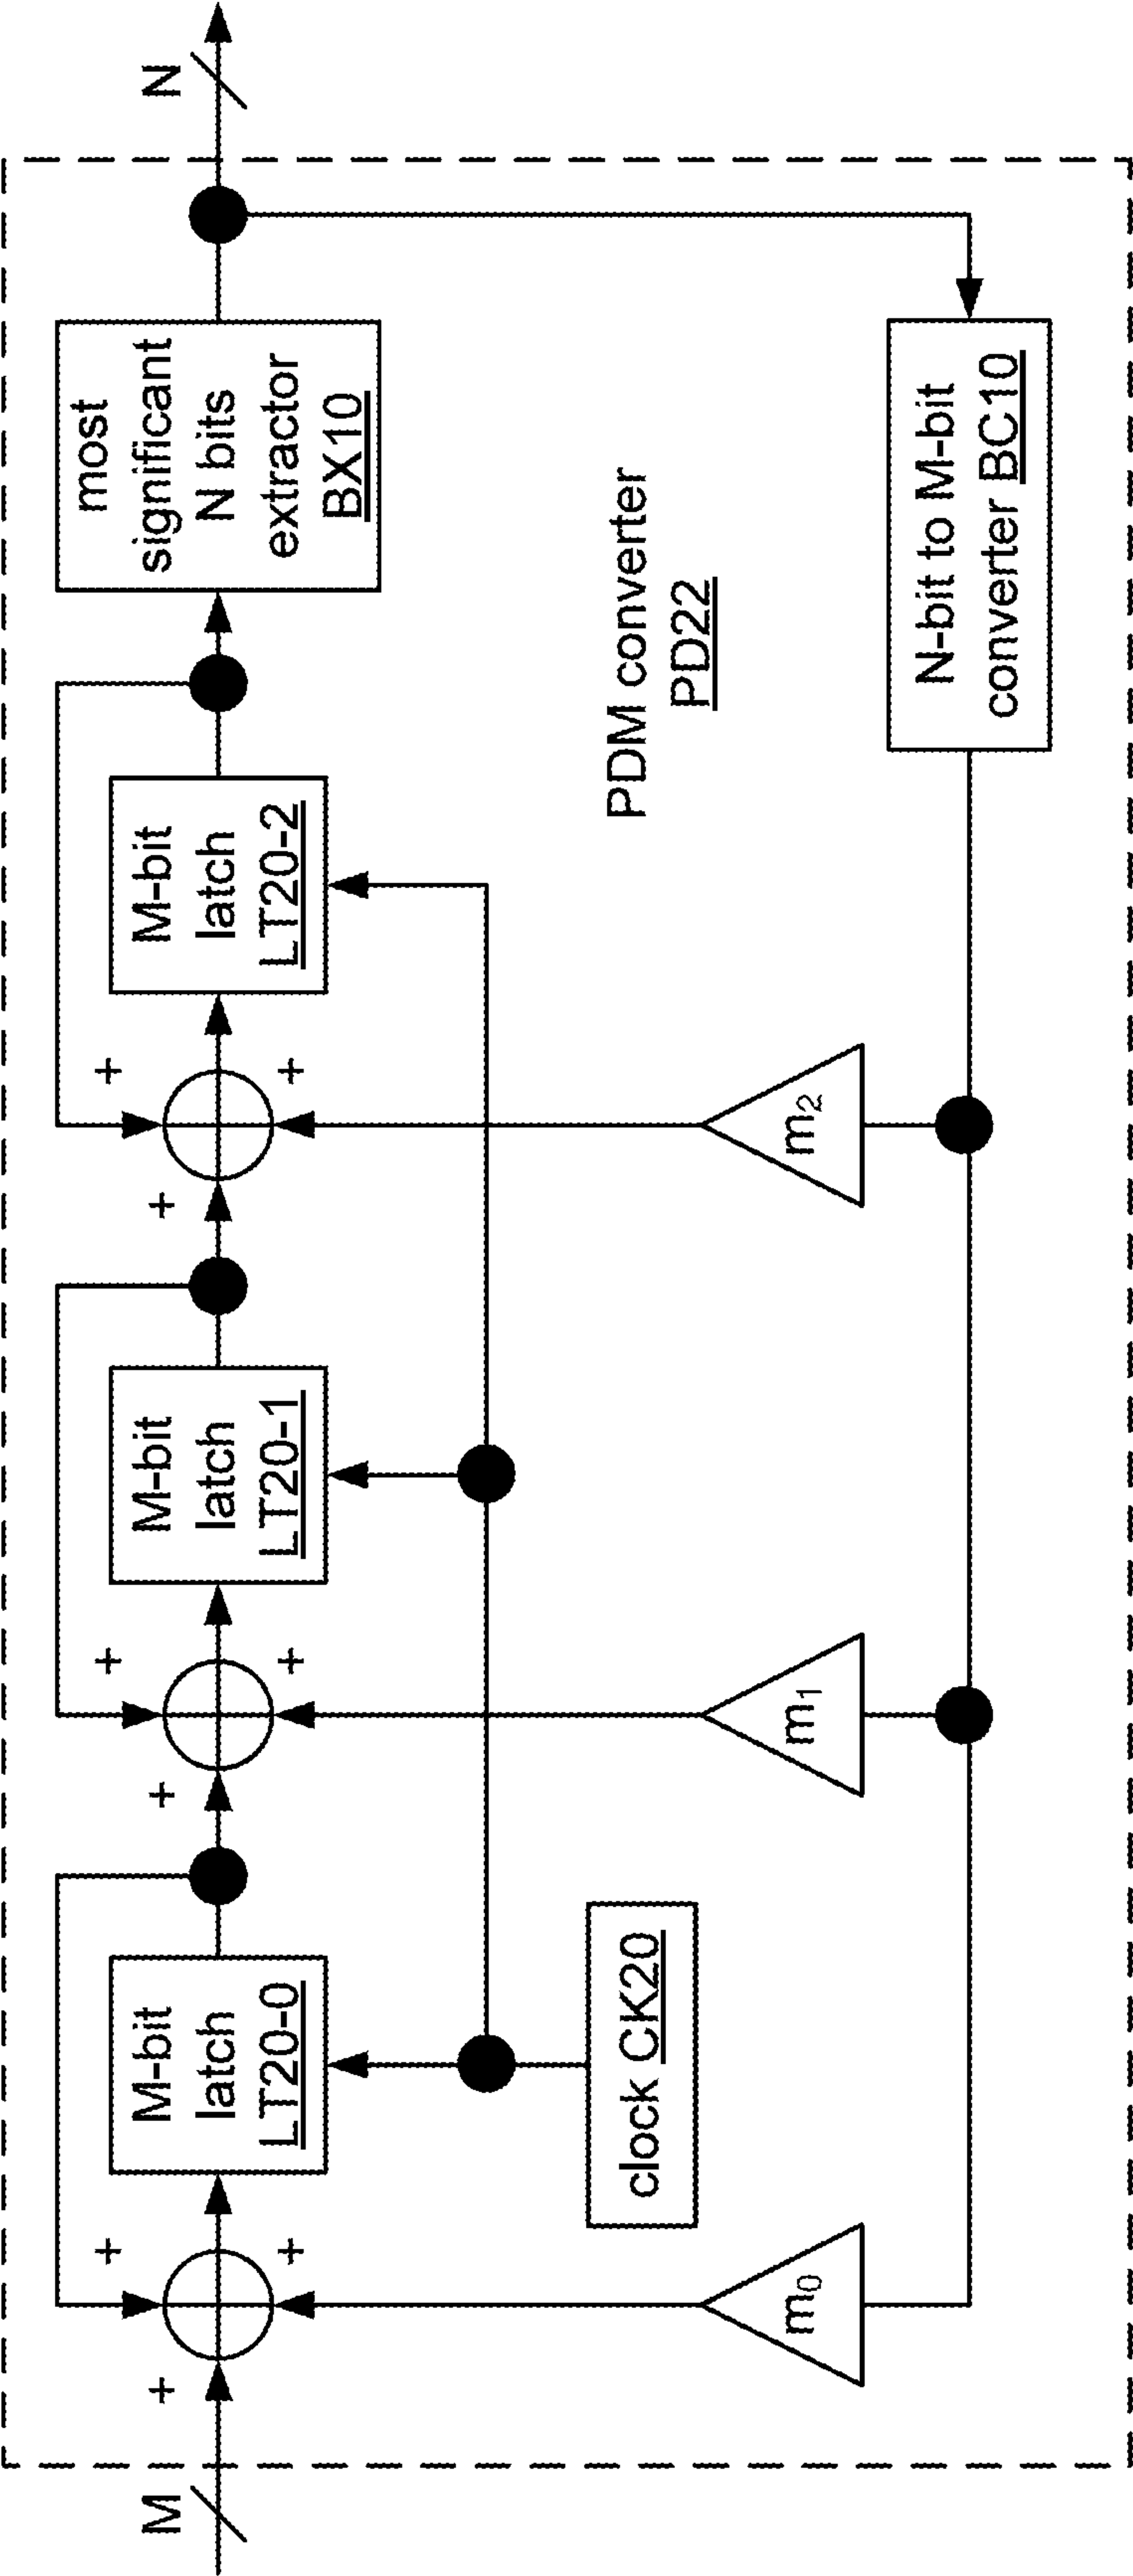 M
+
+
+
M-bit
latch
LT20-0
+
+
+
M-bit
latch
LT20-1
+
+
+
M-bit
latch
LT20-2
most
significant
N bits
extractor
BX10
N
clock CK20
PDM converter
PD22
m₀
m₁
m₂
N-bit to M-bit
converter BC10